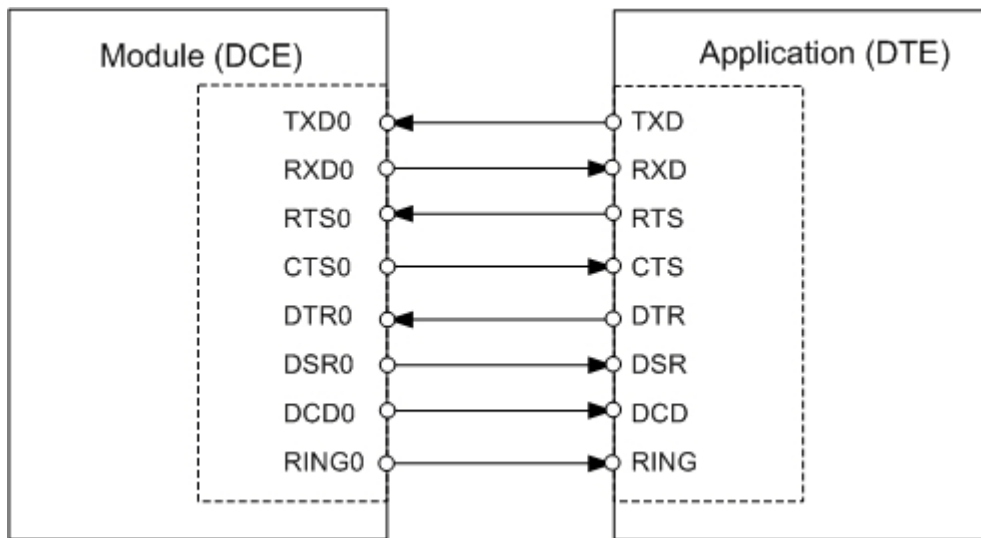 Module (DCE)
Application (DTE)
TXD0
TXD
RXD0
RXD
RTS0
RTS
CTS0
CTS
DTR0
DTR
DSR0
DSR
DCD0
DCD
RING0
RING